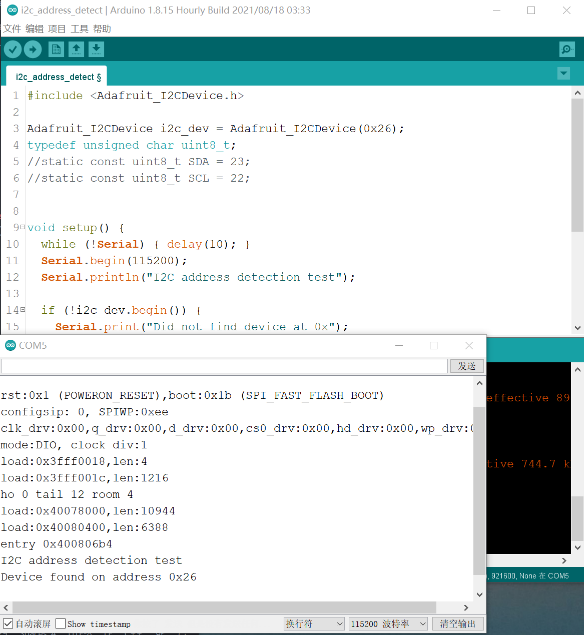 i2c_address_detect | Arduino 1.8.15 Hourly Build 2021/08/18 03:33
文件 编辑 项目 工具 帮助
i2c_address_detect §
1 #include <Adafruit_I2CDevice.h>
2
3 Adafruit_I2CDevice i2c_dev = Adafruit_I2CDevice(0x26);
4 typedef unsigned char uint8_t;
5 //static const uint8_t SDA = 23;
6 //static const uint8_t SCL = 22;
7
8
9 void setup() {
10 while (!Serial) { delay(10); }
11 Serial.begin(115200);
12 Serial.println("I2C address detection test");
13
14 if (!i2c_dev.begin()) {
15 Serial.print("Did not find device at 0x");
COM5
发送
effective 89
rst:0x1 (POWERON_RESET),boot:0x1b (SPI_FAST_FLASH_BOOT)
configsip: 0, SPIWP:0xee
clk_drv:0x00,q_drv:0x00,d_drv:0x00,cs0_drv:0x00,hd_drv:0x00,wp_drv:0
mode:DIO, clock div:1
load:0x3fff0018,len:4
tive 744.7 k
load:0x3fff001c,len:1216
ho 0 tail 12 room 4
load:0x40078000,len:10944
load:0x40080400,len:6388
entry 0x400806b4
I2C address detection test
Device found on address 0x26
, 921600, None 在 COM5
自动滚屏 Show timestamp 换行符 115200 波特率 清空输出